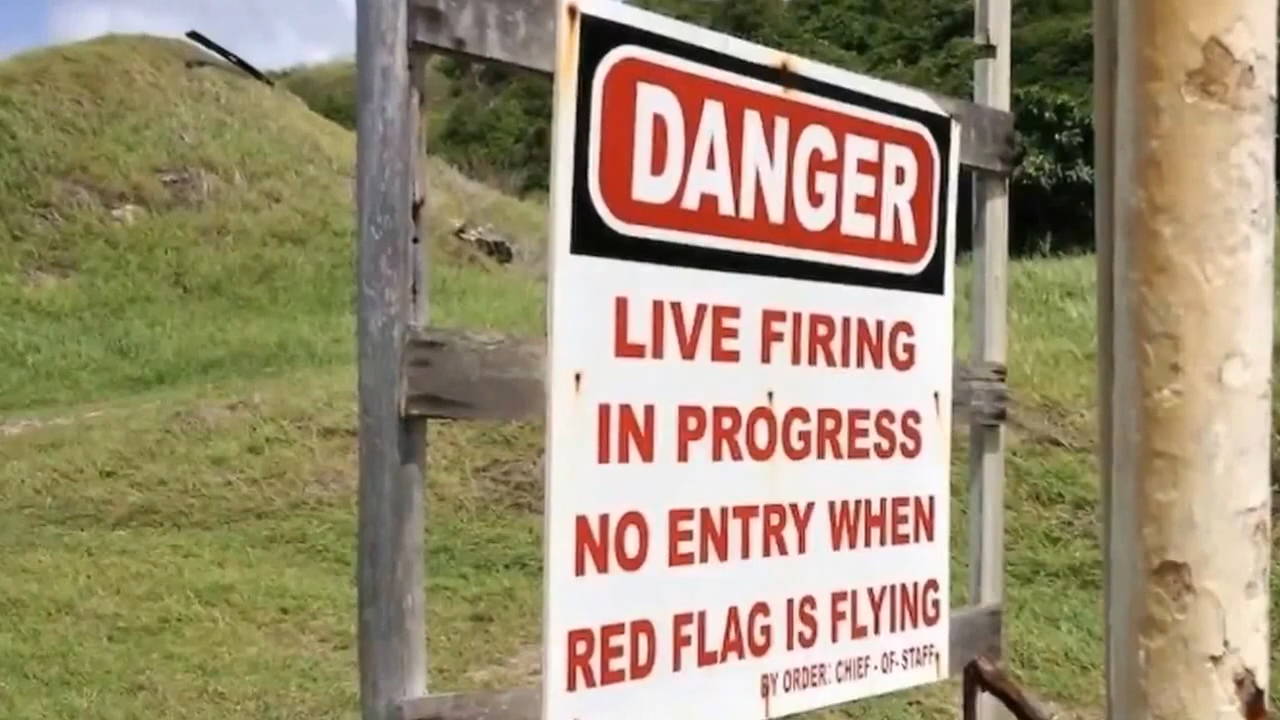 DANGER
LIVE FIRING
IN PROGRESS
NO ENTRY WHEN
RED FLAG IS FLYING
BY ORDER: CHIEF-OF-STAFF